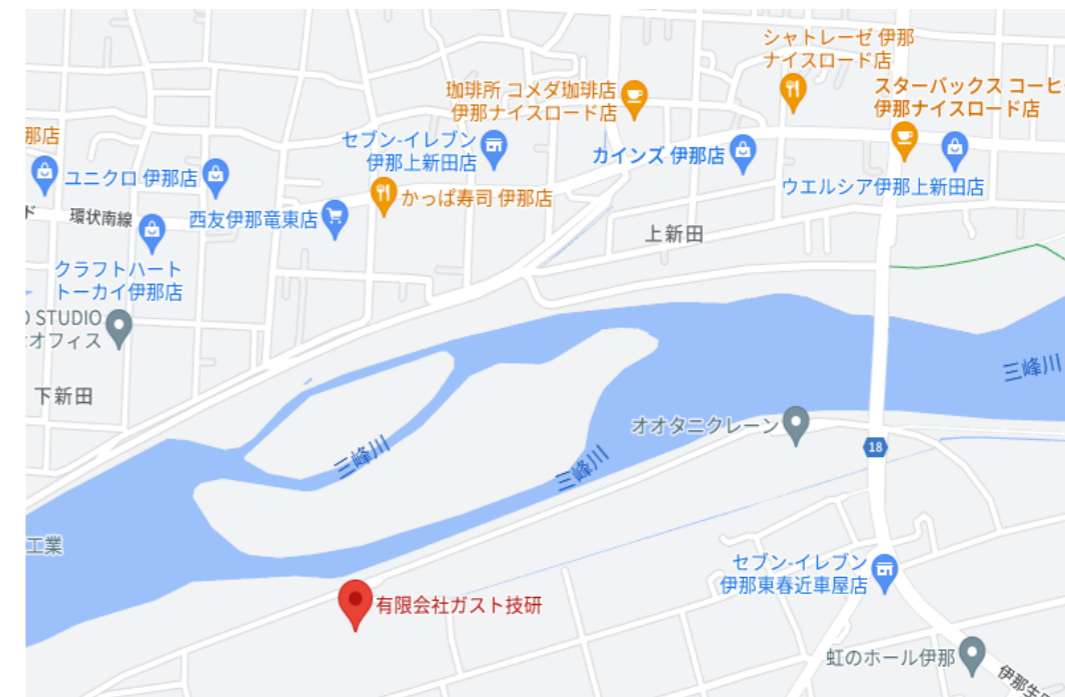 シャトレーゼ 伊那
ナイスロード店
珈琲所 コメダ珈琲店
伊那ナイスロード店
スターバックス コーヒ
伊那ナイスロード店
那店
セブン-イレブン
伊那上新田店
カインズ 伊那店
ユニクロ 伊那店
ウエルシア伊那上新田店
かっぱ寿司 伊那店
ド
環状南線
西友伊那竜東店
上新田
クラフトハート
トーカイ伊那店
STUDIO
オフィス
三峰川
下新田
オオタニクレーン
18
三峰川
三峰川
工業
セブン-イレブン
伊那東春近車屋店
有限会社ガスト技研
虹のホール伊那
伊那生